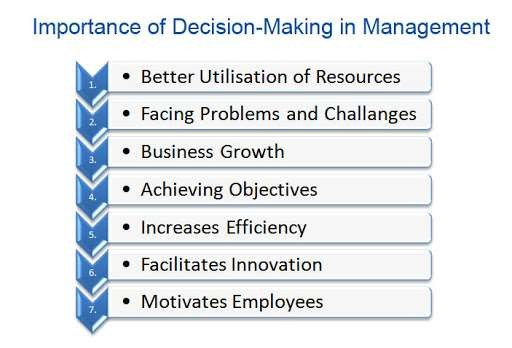 Importance of Decision-Making in Management
1. • Better Utilisation of Resources
2. • Facing Problems and Challanges
3. • Business Growth
4. • Achieving Objectives
5. • Increases Efficiency
6. • Facilitates Innovation
7. • Motivates Employees